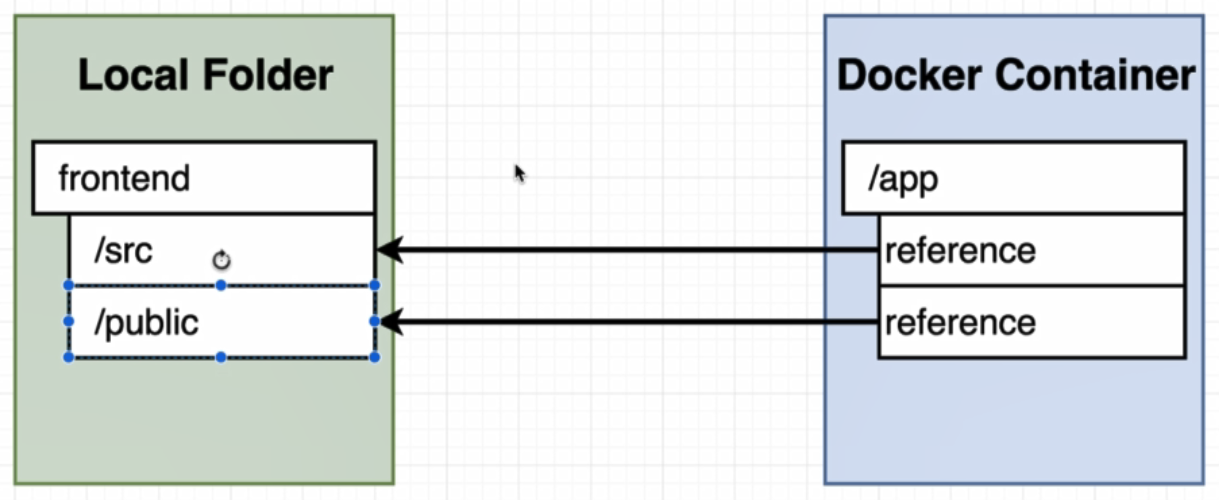 Local Folder
frontend
/src
/public
Docker Container
/app
reference
reference